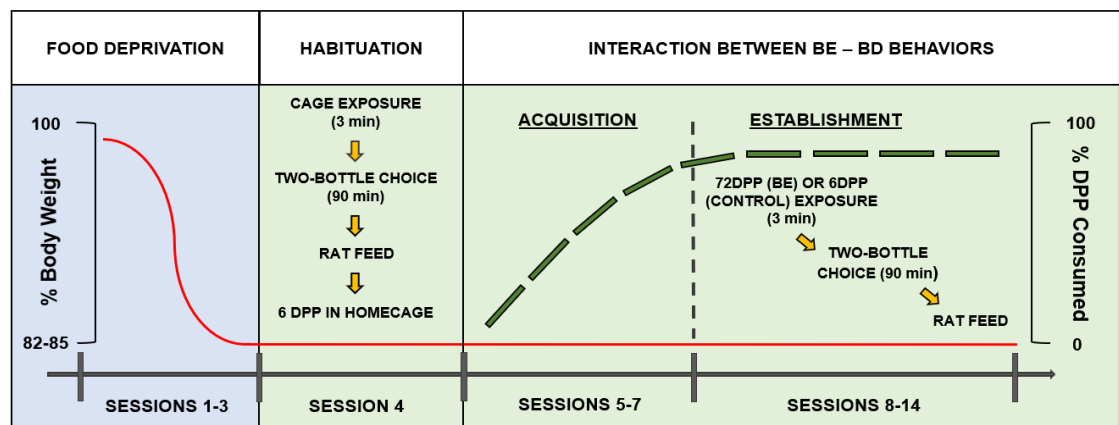 FOOD DEPRIVATION
HABITUATION
INTERACTION BETWEEN BE – BD BEHAVIORS
100
% Body Weight
82-85
CAGE EXPOSURE
(3 min)
TWO-BOTTLE CHOICE
(90 min)
RAT FEED
6 DPP IN HOMECAGE
ACQUISITION
ESTABLISHMENT
72DPP (BE) OR 6DPP
(CONTROL) EXPOSURE
(3 min)
TWO-BOTTLE
CHOICE (90 min)
RAT FEED
100
% DPP Consumed
0
SESSIONS 1-3
SESSION 4
SESSIONS 5-7
SESSIONS 8-14